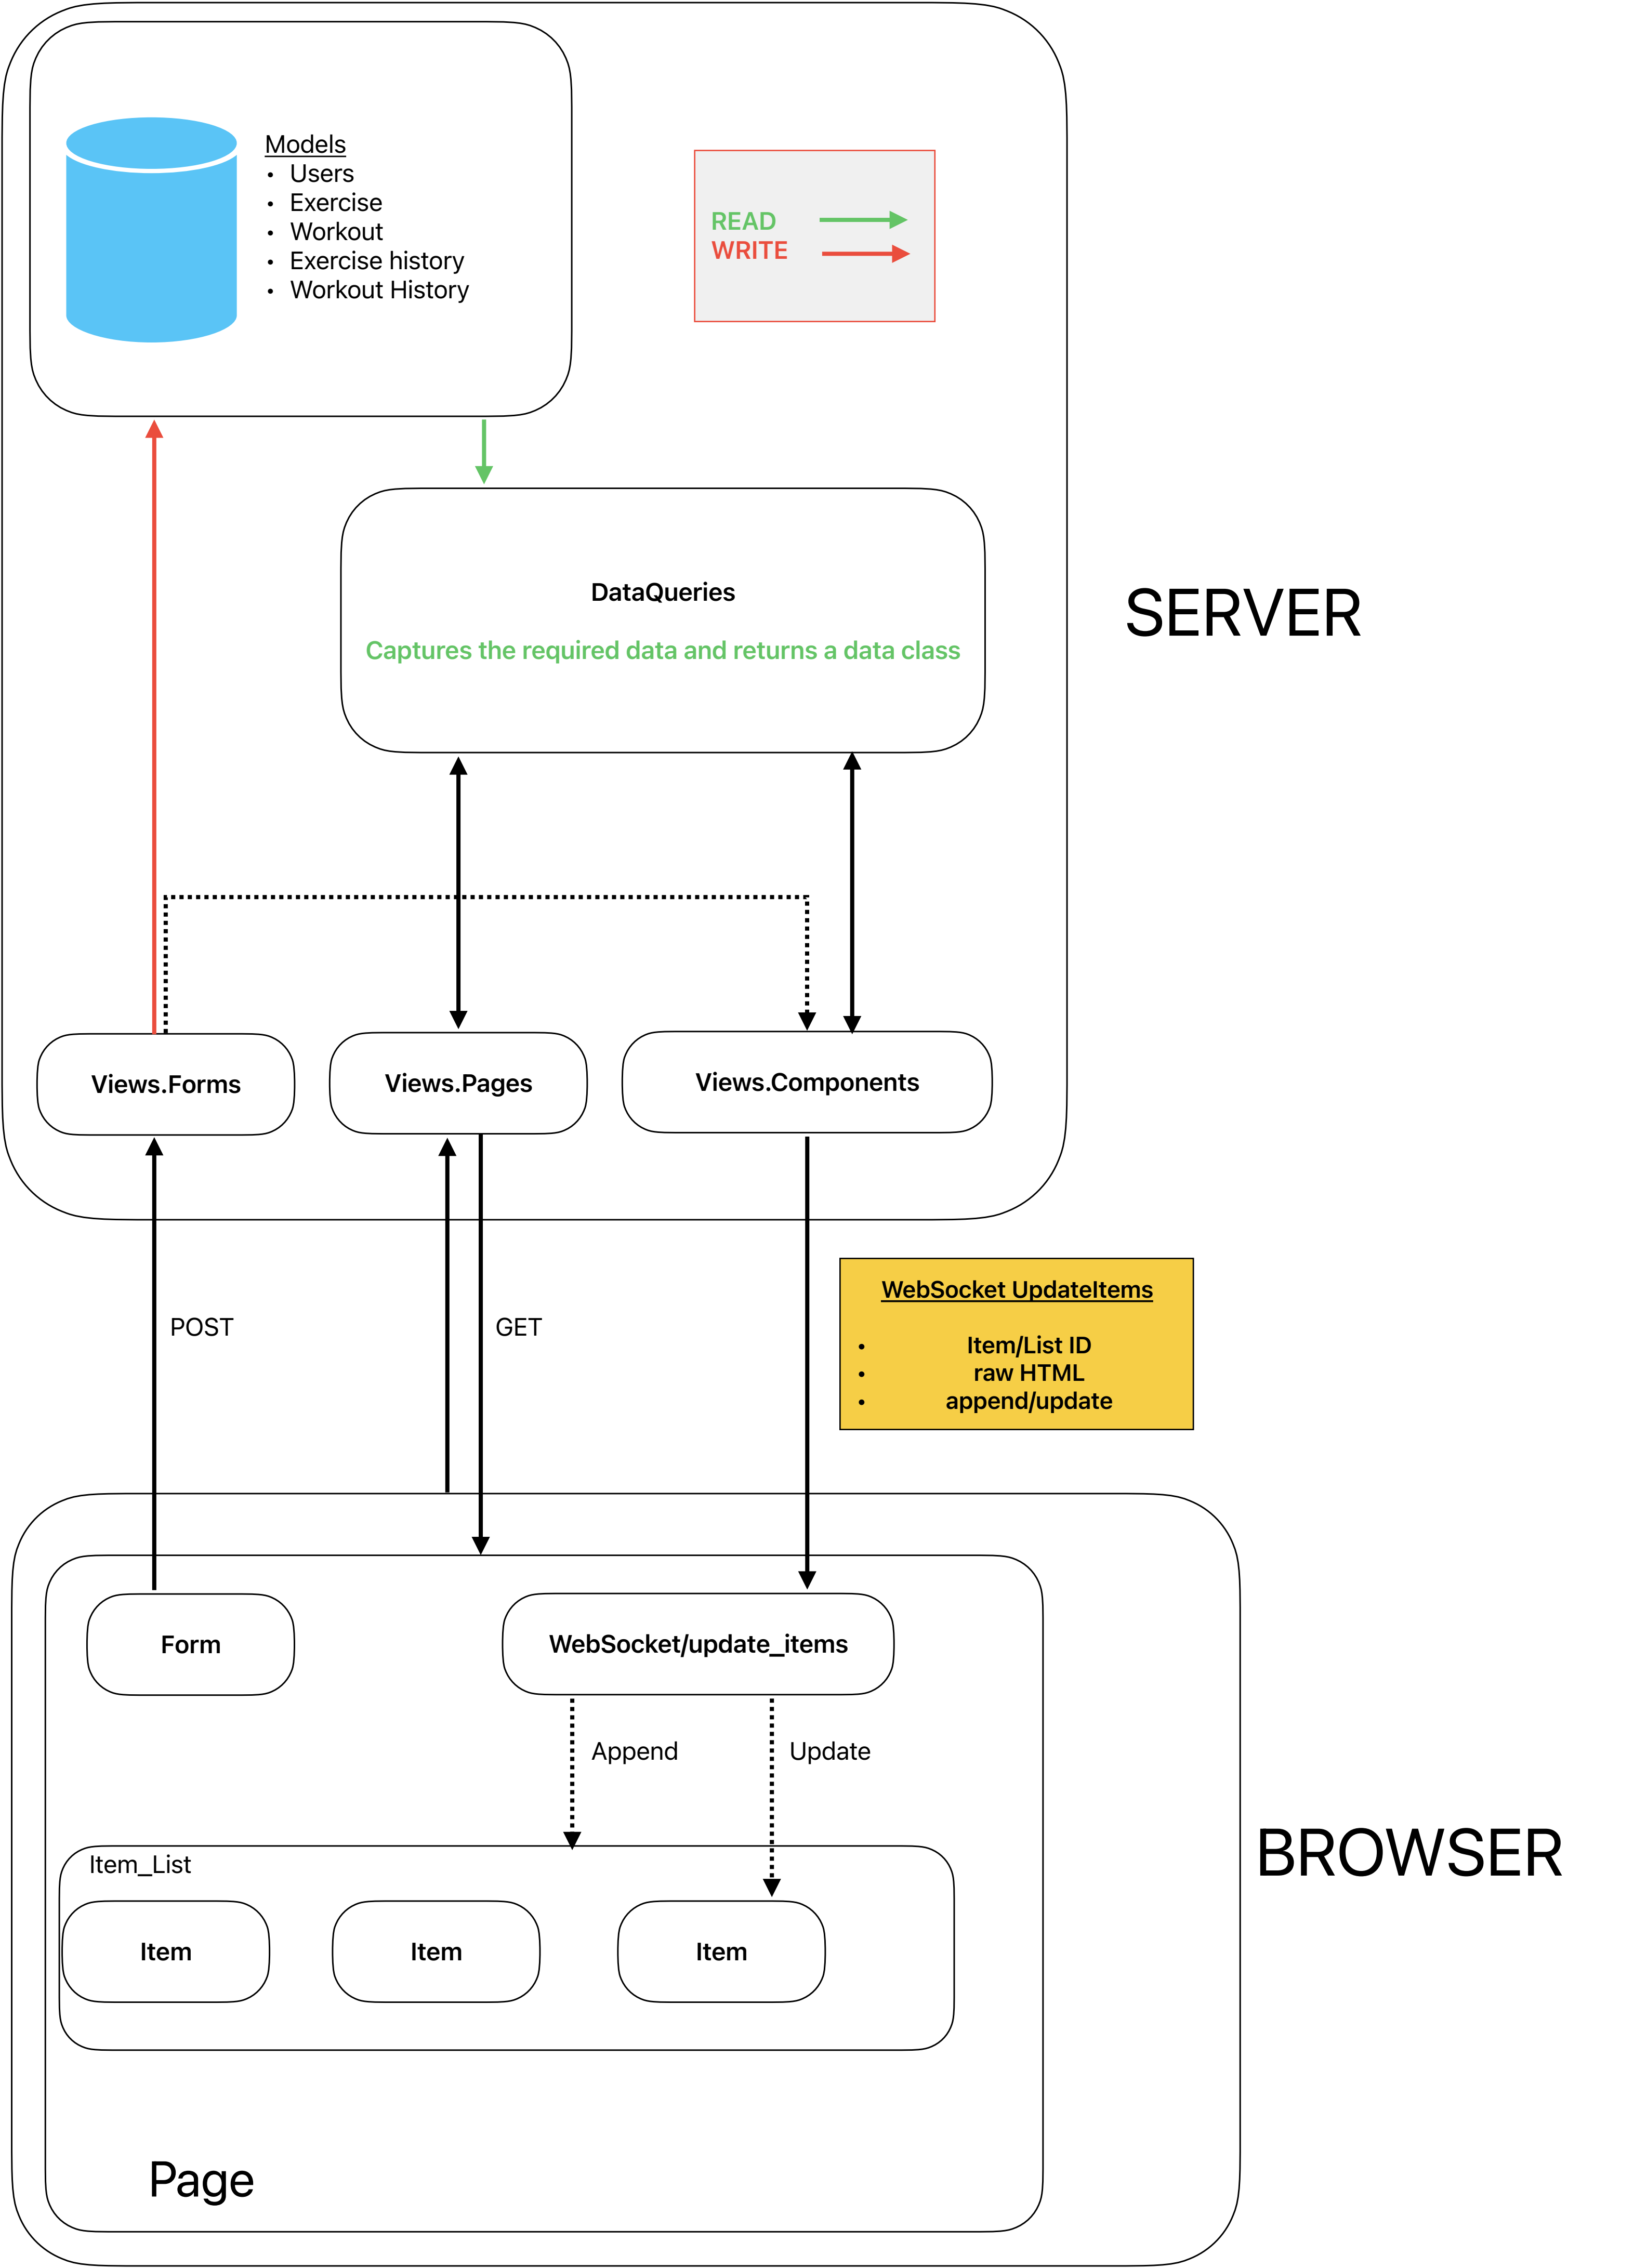 Models
• Users
• Exercise
• Workout
• Exercise history
• Workout History
READ
WRITE
DataQueries
Captures the required data and returns a data class
SERVER
Views.Forms
Views.Pages
Views.Components
POST
GET
WebSocket UpdateItems
• Item/List ID
• raw HTML
• append/update
Form
WebSocket/update_items
Append
Update
BROWSER
Item_List
Item
Item
Item
Page